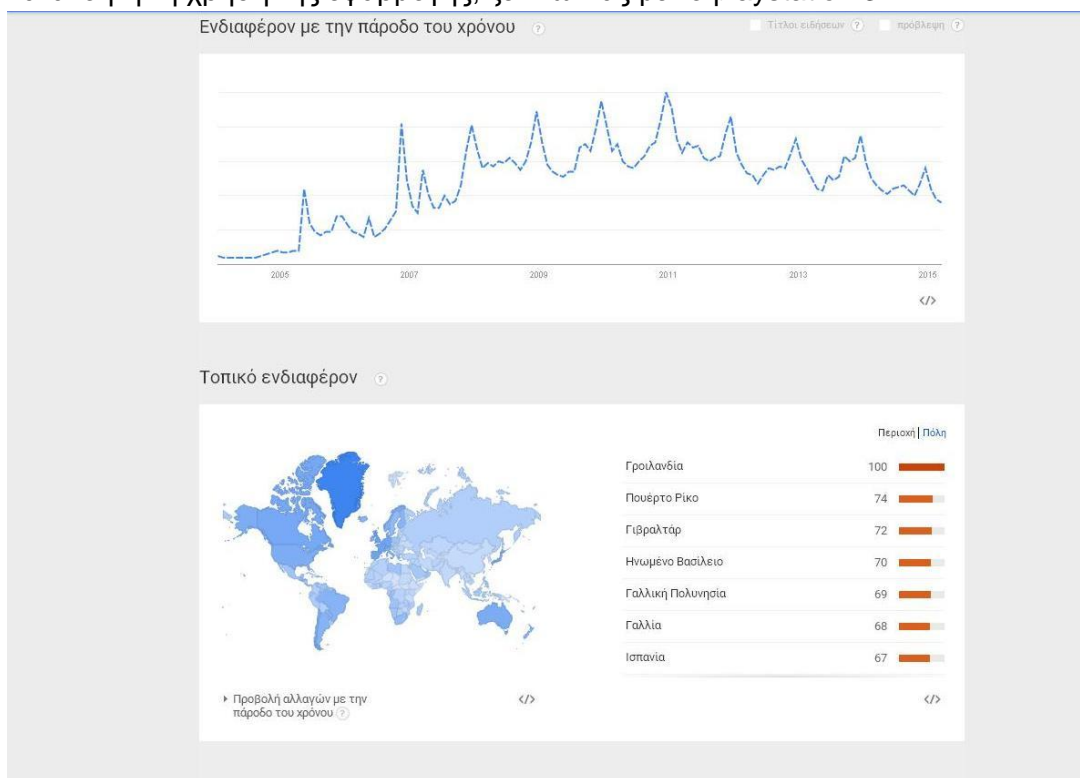 Ενδιαφέρον με την πάροδο του χρόνου ?
Τίτλοι ειδήσεων ? πρόβλεψη ?
2005 2007 2009 2011 2013 2015
</>
Τοπικό ενδιαφέρον ?
Περιοχή | Πόλη
Γροιλανδία 100
Πουέρτο Ρίκο 74
Γιβραλτάρ 72
Ηνωμένο Βασίλειο 70
Γαλλική Πολυνησία 69
Γαλλία 68
Ισπανία 67
Προβολή αλλαγών με την
πάροδο του χρόνου ?
</>
</>